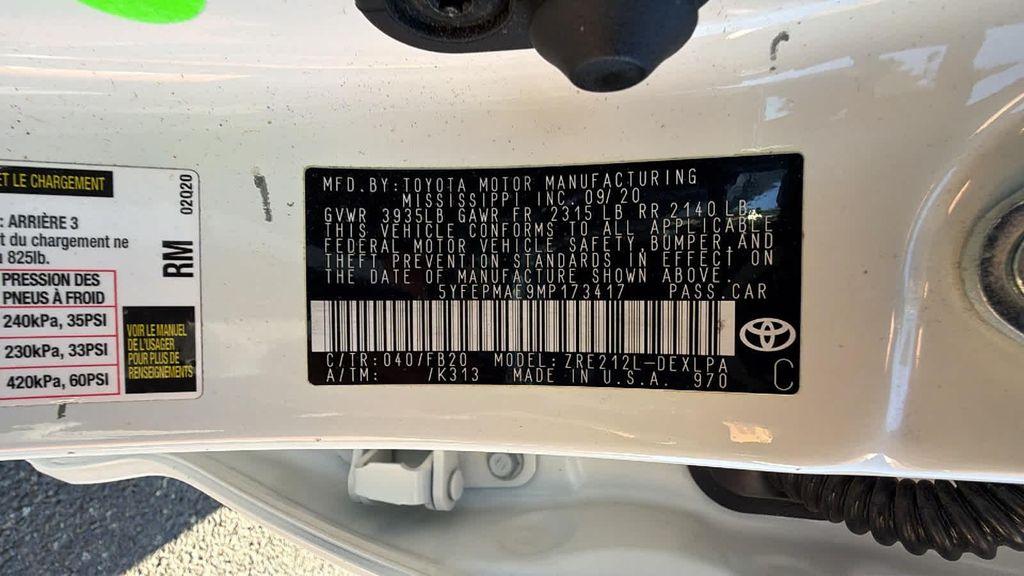 ET LE CHARGEMENT
: ARRIÈRE 3
t du chargement ne
825lb.
PRESSION DES
PNEUS À FROID
240kPa, 35PSI
230kPa, 33PSI
420kPa, 60PSI
02020
RM
VOIR LE MANUEL
DE L'USAGER
POUR PLUS DE
RENSEIGNEMENTS
MFD.BY:TOYOTA MOTOR MANUFACTURING
MISSISSIPPI INC.09/20
GVWR 3935LB GAWR FR 2315LB RR 2140LB
THIS VEHICLE CONFORMS TO ALL APPLICABLE
FEDERAL MOTOR VEHICLE SAFETY,BUMPER,AND
THEFT PREVENTION STANDARDS IN EFFECT ON
THE DATE OF MANUFACTURE SHOWN ABOVE.
5YFEPMAE9MP173417 PASS.CAR
C/TR:040/FB20 MODEL:ZRE212L-DEXLPA
A/TM: /K313 MADE IN U.S.A. 970
C